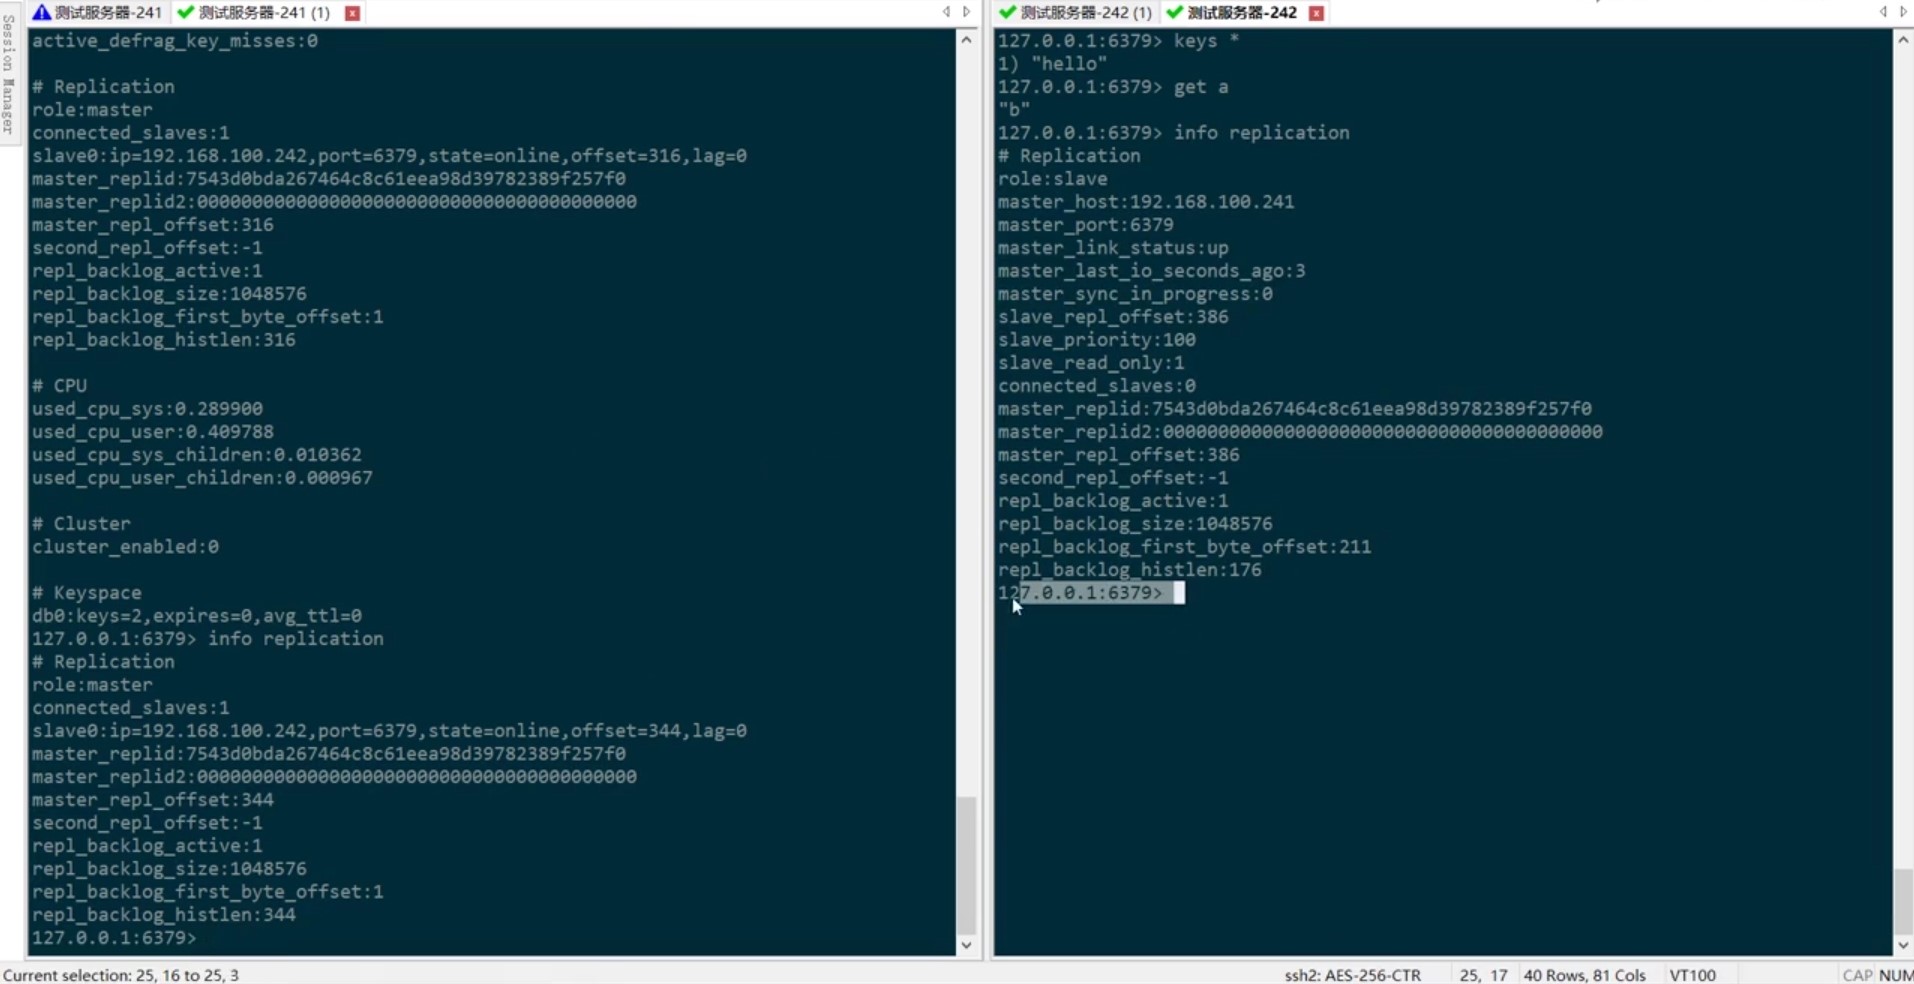 Session Manager
测试服务器-241
测试服务器-241 (1)
active_defrag_key_misses:0
# Replication
role:master
connected_slaves:1
slave0:ip=192.168.100.242,port=6379,state=online,offset=316,lag=0
master_replid:7543d0bda267464c8c61eea98d39782389f257f0
master_replid2:0000000000000000000000000000000000000000
master_repl_offset:316
second_repl_offset:-1
repl_backlog_active:1
repl_backlog_size:1048576
repl_backlog_first_byte_offset:1
repl_backlog_histlen:316
# CPU
used_cpu_sys:0.289900
used_cpu_user:0.409788
used_cpu_sys_children:0.010362
used_cpu_user_children:0.000967
# Cluster
cluster_enabled:0
# Keyspace
db0:keys=2,expires=0,avg_ttl=0
127.0.0.1:6379> info replication
# Replication
role:master
connected_slaves:1
slave0:ip=192.168.100.242,port=6379,state=online,offset=344,lag=0
master_replid:7543d0bda267464c8c61eea98d39782389f257f0
master_replid2:0000000000000000000000000000000000000000
master_repl_offset:344
second_repl_offset:-1
repl_backlog_active:1
repl_backlog_size:1048576
repl_backlog_first_byte_offset:1
repl_backlog_histlen:344
127.0.0.1:6379>
测试服务器-242 (1)
测试服务器-242
127.0.0.1:6379> keys *
1) "hello"
127.0.0.1:6379> get a
"b"
127.0.0.1:6379> info replication
# Replication
role:slave
master_host:192.168.100.241
master_port:6379
master_link_status:up
master_last_io_seconds_ago:3
master_sync_in_progress:0
slave_repl_offset:386
slave_priority:100
slave_read_only:1
connected_slaves:0
master_replid:7543d0bda267464c8c61eea98d39782389f257f0
master_replid2:0000000000000000000000000000000000000000
master_repl_offset:386
second_repl_offset:-1
repl_backlog_active:1
repl_backlog_size:1048576
repl_backlog_first_byte_offset:211
repl_backlog_histlen:176
127.0.0.1:6379>
Current selection: 25, 16 to 25, 3
ssh2: AES-256-CTR
25, 17
40 Rows, 81 Cols
VT100
CAP NUM